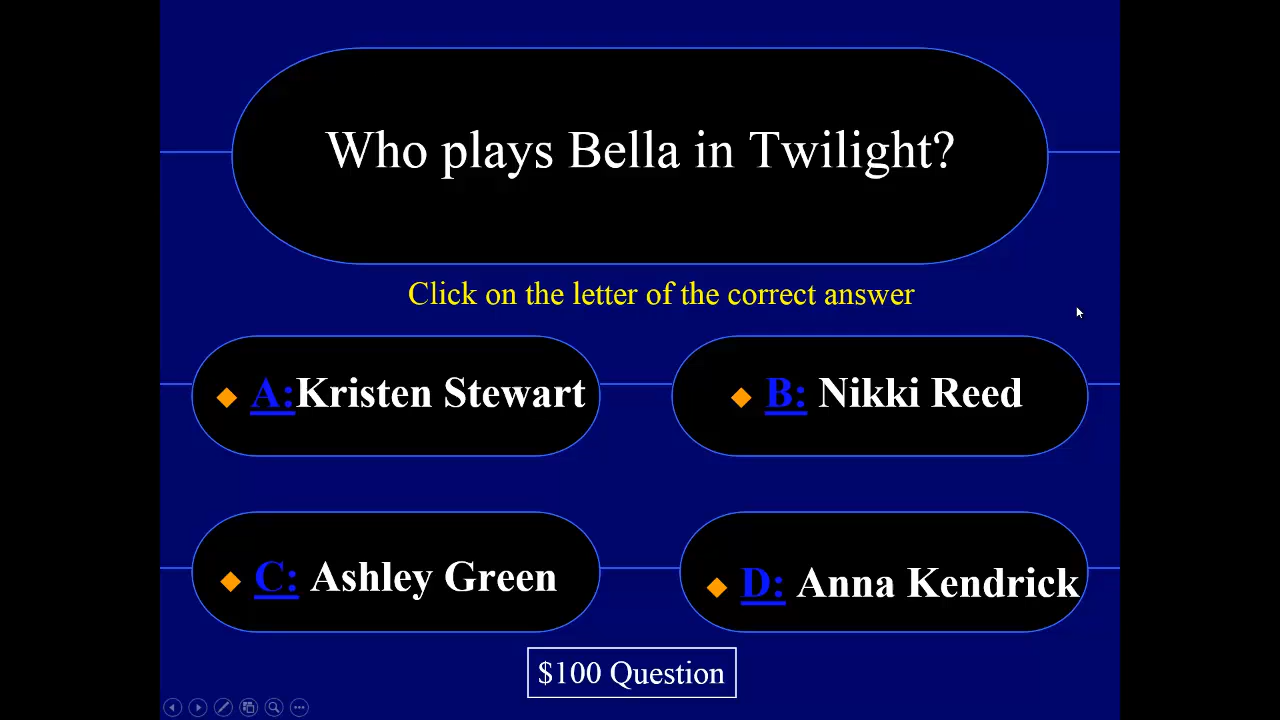 Who plays Bella in Twilight?
Click on the letter of the correct answer
A:Kristen Stewart
B: Nikki Reed
C: Ashley Green
D: Anna Kendrick
$100 Question